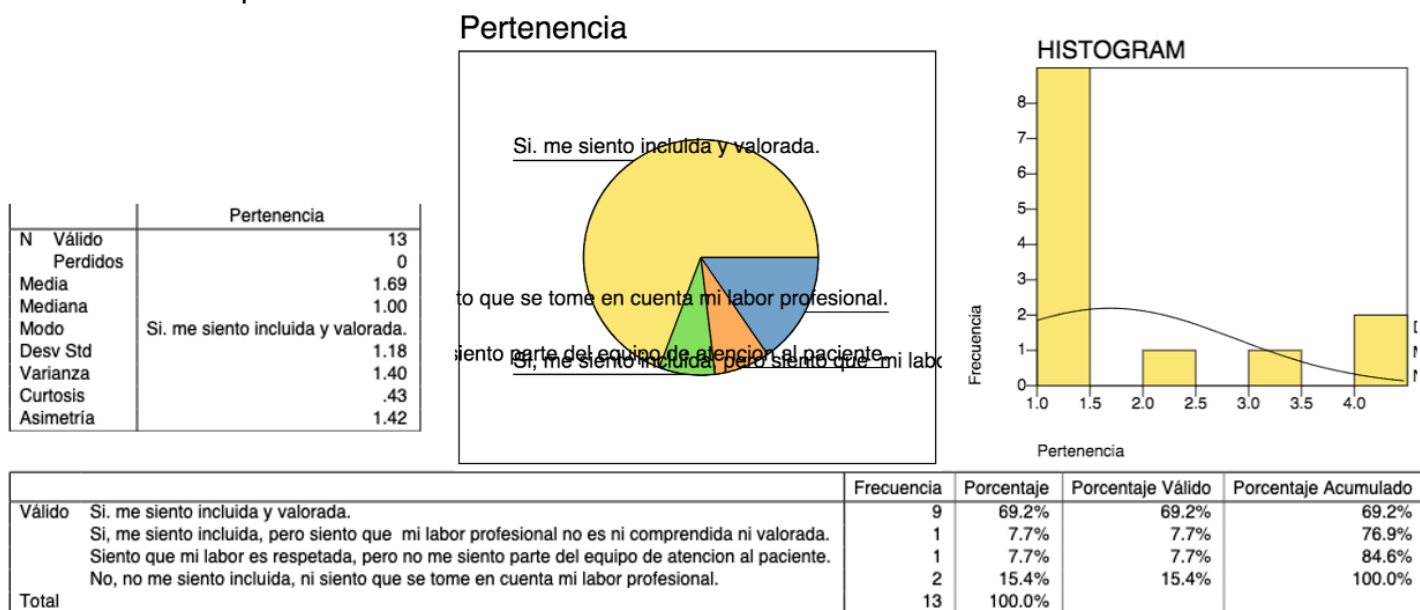 Pertenencia
HISTOGRAM
Pertenencia
N Válido 13
Perdidos 0
Media 1.69
Mediana 1.00
Modo Si. me siento incluida y valorada.
Desv Std 1.18
Varianza 1.40
Curtosis .43
Asimetría 1.42
Si. me siento incluida y valorada.
to que se tome en cuenta mi labor profesional.
iento parte del equipo de atencion al paciente.
Si, me siento incluida, pero siento que mi labo
Frecuencia
8
7
6
5
4
3
2
1
0
1.0 1.5 2.0 2.5 3.0 3.5 4.0
Pertenencia
Frecuencia Porcentaje Porcentaje Válido Porcentaje Acumulado
Válido Si. me siento incluida y valorada. 9 69.2% 69.2% 69.2%
Si, me siento incluida, pero siento que mi labor profesional no es ni comprendida ni valorada. 1 7.7% 7.7% 76.9%
Siento que mi labor es respetada, pero no me siento parte del equipo de atencion al paciente. 1 7.7% 7.7% 84.6%
No, no me siento incluida, ni siento que se tome en cuenta mi labor profesional. 2 15.4% 15.4% 100.0%
Total 13 100.0%